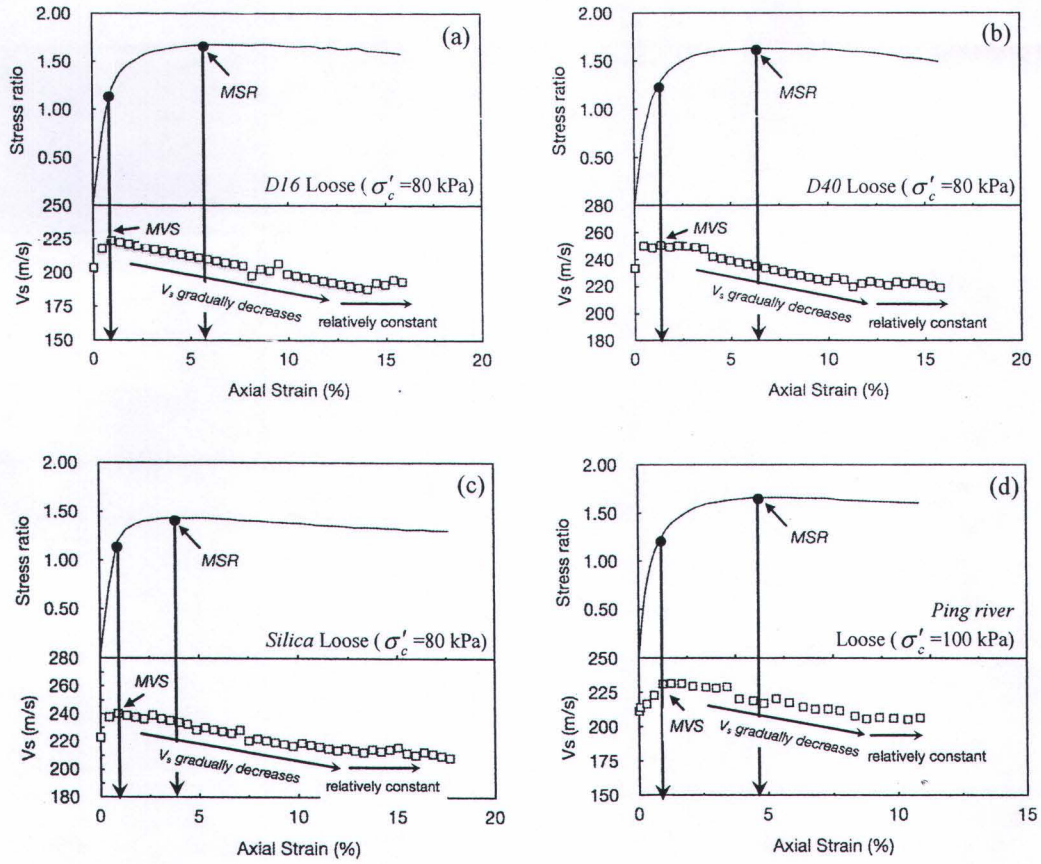 (a)
2.00
1.50
1.00
0.50
Stress ratio
MSR
D16 Loose ( σ′c =80 kPa)
250
225
200
175
150
Vs (m/s)
MVS
Vs gradually decreases
relatively constant
0 5 10 15 20
Axial Strain (%)
(b)
2.00
1.50
1.00
0.50
Stress ratio
MSR
D40 Loose ( σ′c =80 kPa)
280
260
240
220
200
180
Vs (m/s)
MVS
Vs gradually decreases
relatively constant
0 5 10 15 20
Axial Strain (%)
(c)
2.00
1.50
1.00
0.50
Stress ratio
MSR
Silica Loose ( σ′c =80 kPa)
280
260
240
220
200
180
Vs (m/s)
MVS
Vs gradually decreases
relatively constant
0 5 10 15 20
Axial Strain (%)
(d)
2.00
1.50
1.00
0.50
Stress ratio
MSR
Ping river
Loose ( σ′c =100 kPa)
250
225
200
150
Vs (m/s)
MVS
Vs gradually decreases
relatively constant
0 5 10 15
Axial Strain (%)